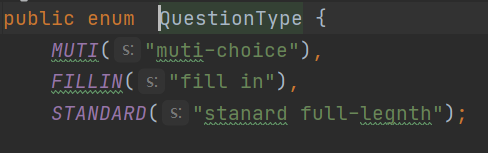 public enum QuestionType {
MUTI( s: "muti-choice"),
FILLIN( s: "fill in"),
STANDARD( s: "stanard full-legnth");